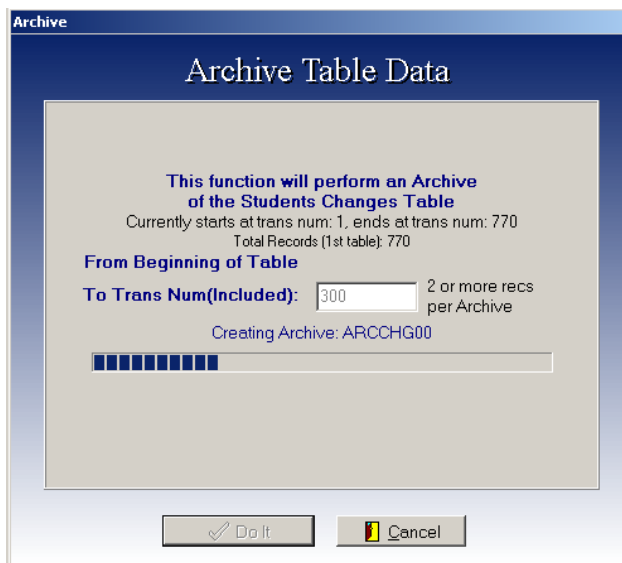 Archive
Archive Table Data
This function will perform an Archive
of the Students Changes Table
Currently starts at trans num: 1, ends at trans num: 770
Total Records (1st table): 770
From Beginning of Table
To Trans Num(Included): 300 2 or more recs
per Archive
Creating Archive: ARCCHG00
Do It Cancel